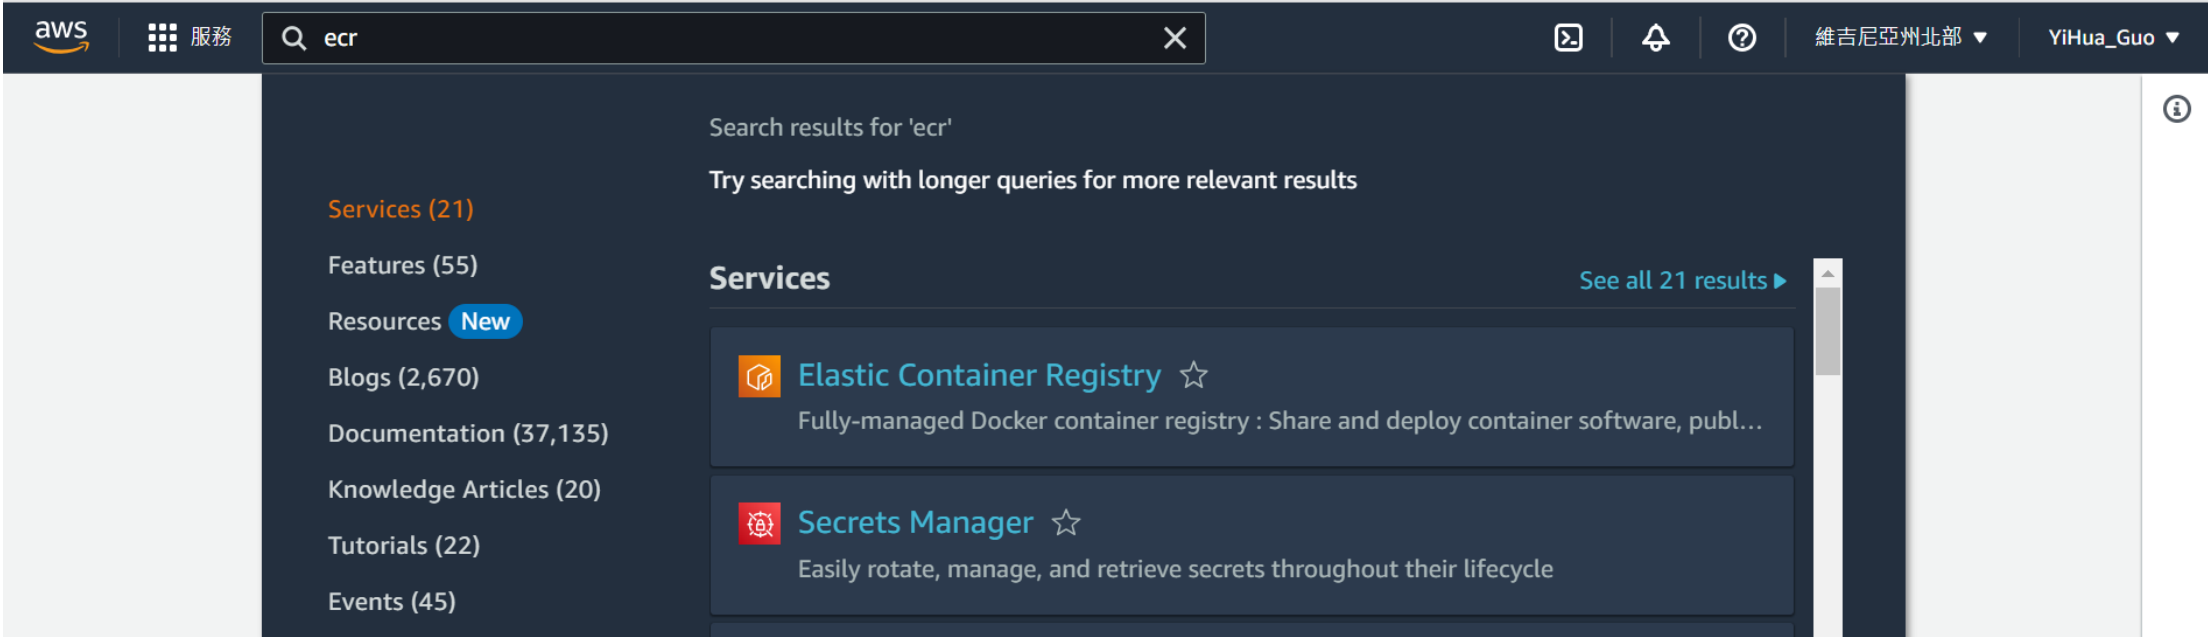 aws 服務 ecr 維吉尼亞州北部 YiHua_Guo
Search results for 'ecr'
Try searching with longer queries for more relevant results
Services (21)
Features (55)
Resources New
Blogs (2,670)
Documentation (37,135)
Knowledge Articles (20)
Tutorials (22)
Events (45)
Services See all 21 results
Elastic Container Registry
Fully-managed Docker container registry : Share and deploy container software, publ...
Secrets Manager
Easily rotate, manage, and retrieve secrets throughout their lifecycle